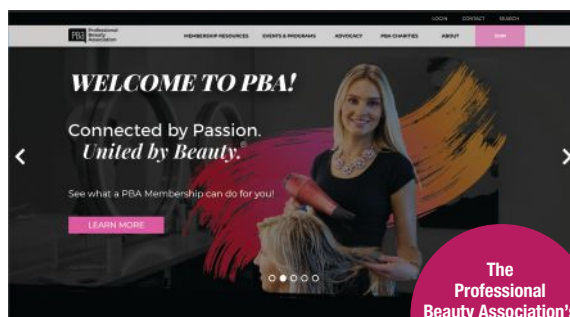 LOGIN CONTACT SEARCH
PBA Professional
Beauty
Association
MEMBERSHIP RESOURCES EVENTS & PROGRAMS ADVOCACY PBA CHARITIES ABOUT JOIN
WELCOME TO PBA!
Connected by Passion.
United by Beauty.®
See what a PBA Membership can do for you!
LEARN MORE
The
Professional
Beauty Association's